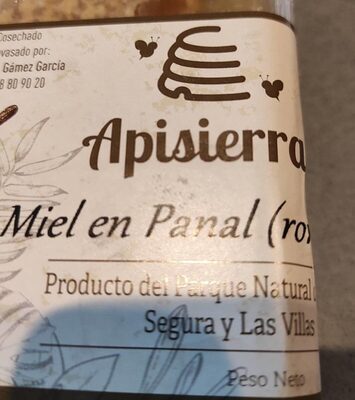 Cosechado
vasado por:
Gámez García
8 80 90 20
Apisierra
Miel en Panal (ro
Producto del Parque Natural
Segura y Las Villas
Peso Neto